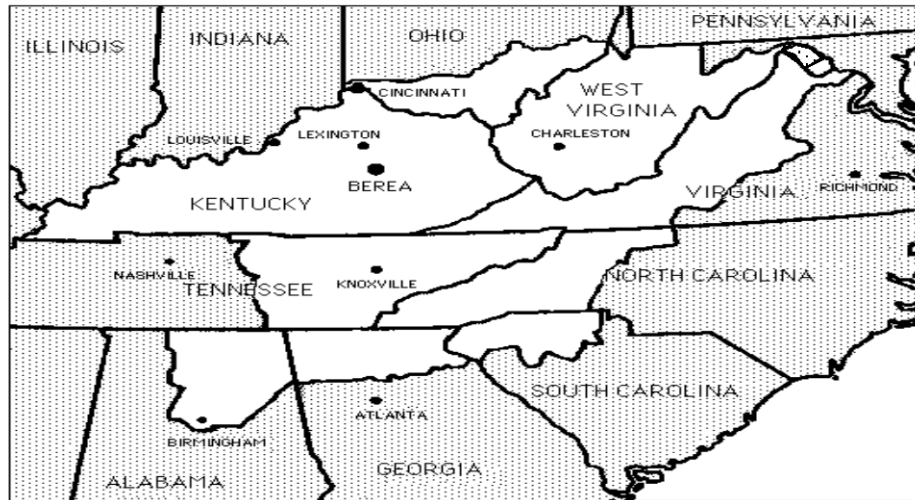 PENNSYLVANIA
ILLINOIS
INDIANA
OHIO
CINCINNATI
WEST
VIRGINIA
LOUISVILLE
LEXINGTON
CHARLESTON
BEREA
VIRGINIA
RICHMOND
KENTUCKY
NASHVILLE
TENNESSEE
KNOXVILLE
NORTH CAROLINA
SOUTH CAROLINA
ATLANTA
BIRMINGHAM
GEORGIA
ALABAMA